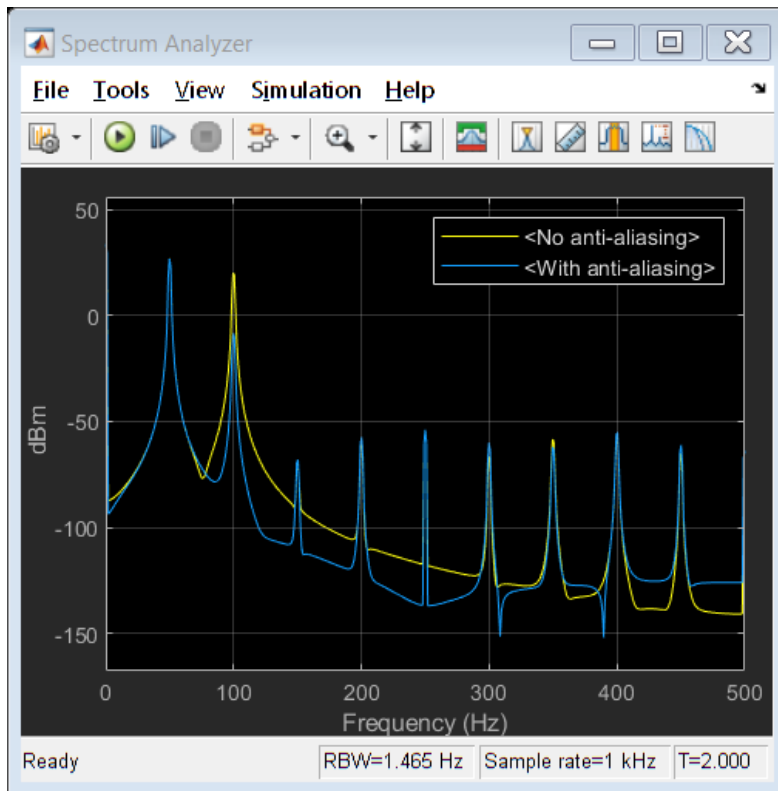 Spectrum Analyzer
File Tools View Simulation Help
<No anti-aliasing>
<With anti-aliasing>
50
0
-50
-100
-150
dBm
0 100 200 300 400 500
Frequency (Hz)
Ready RBW=1.465 Hz Sample rate=1 kHz T=2.000